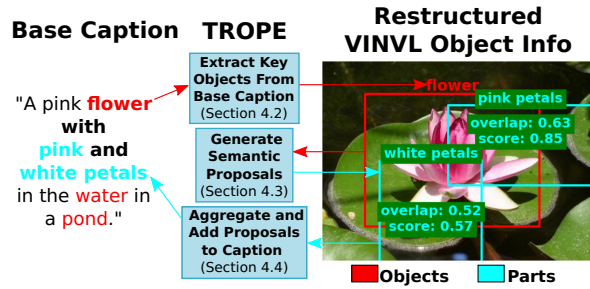 Base Caption
"A pink flower
with
pink and
white petals
in the water in
a pond."
TROPE
Extract Key
Objects From
Base Caption
(Section 4.2)
Generate
Semantic
Proposals
(Section 4.3)
Aggregate and
Add Proposals
to Caption
(Section 4.4)
Restructured
VINVL Object Info
flower
pink petals
overlap: 0.63
score: 0.85
white petals
overlap: 0.52
score: 0.57
Objects
Parts